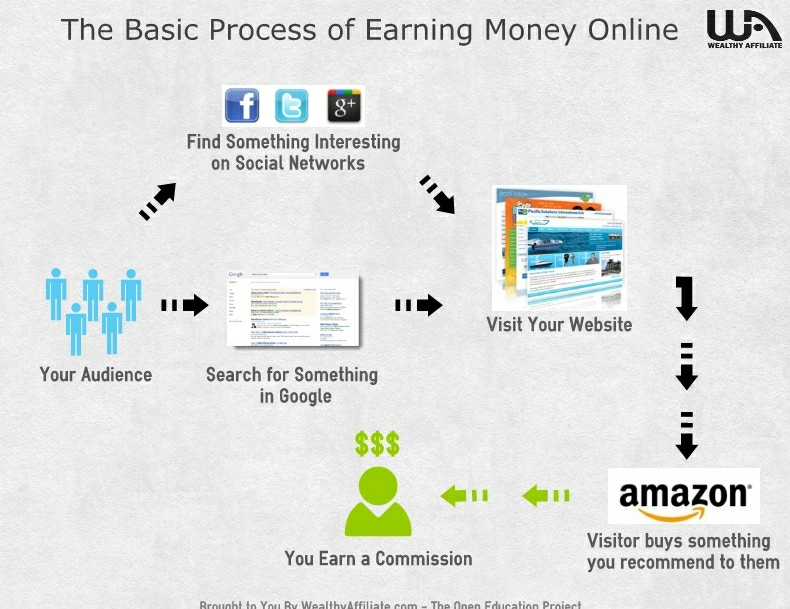 The Basic Process of Earning Money Online
WA
WEALTHY AFFILIATE
f
t
g+
Find Something Interesting
on Social Networks
Google
Visit Your Website
Your Audience
Search for Something
in Google
$$$
amazon
You Earn a Commission
Visitor buys something
you recommend to them
Brought to You By WealthyAffiliate.com - The Open Education Project